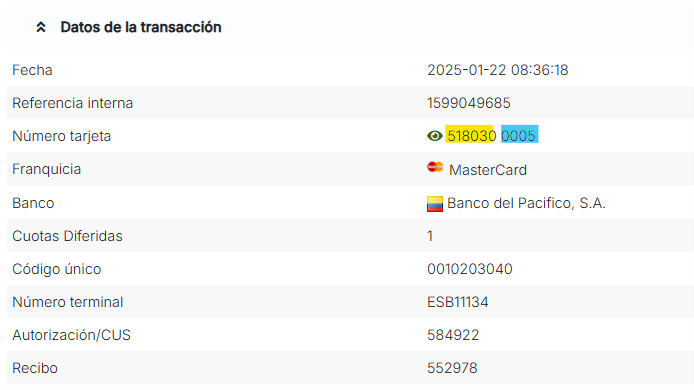 Datos de la transacción
Fecha 2025-01-22 08:36:18
Referencia interna 1599049685
Número tarjeta 518030 0005
Franquicia MasterCard
Banco Banco del Pacifico, S.A.
Cuotas Diferidas 1
Código único 0010203040
Número terminal ESB11134
Autorización/CUS 584922
Recibo 552978